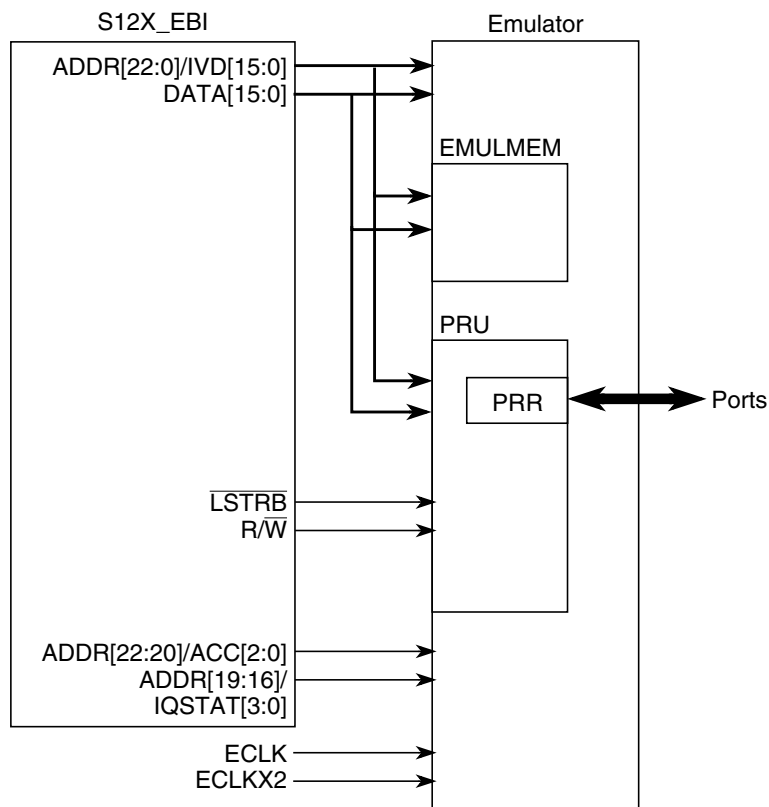 S12X_EBI
Emulator
ADDR[22:0]/IVD[15:0]
DATA[15:0]
EMULMEM
PRU
PRR
Ports
LSTRB
R/W
ADDR[22:20]/ACC[2:0]
ADDR[19:16]/
IQSTAT[3:0]
ECLK
ECLKX2